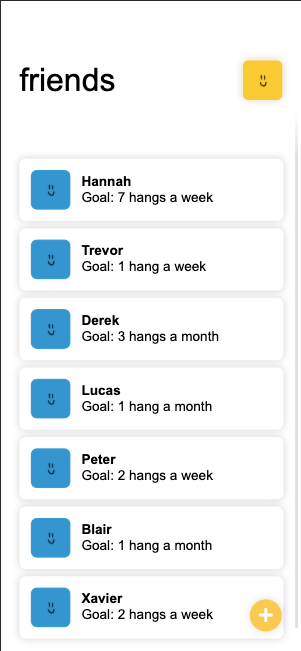 friends
Hannah
Goal: 7 hangs a week
Trevor
Goal: 1 hang a week
Derek
Goal: 3 hangs a month
Lucas
Goal: 1 hang a month
Peter
Goal: 2 hangs a week
Blair
Goal: 1 hang a month
Xavier
Goal: 2 hangs a week